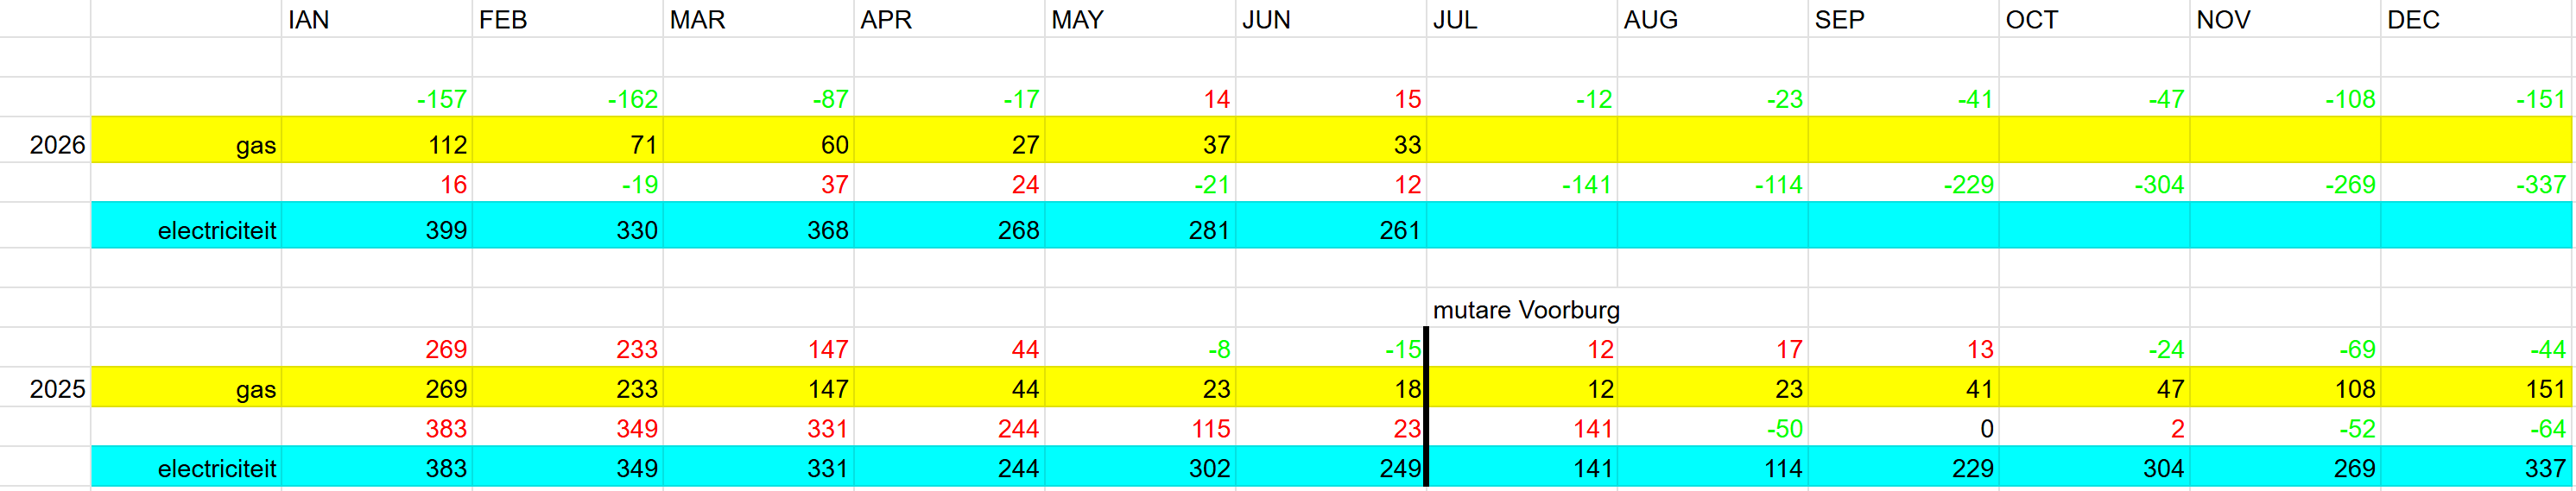 IAN FEB MAR APR MAY JUN JUL AUG SEP OCT NOV DEC
-157 -162 -87 -17 14 15 -12 -23 -41 -47 -108 -151
2026 gas 112 71 60 27 37 33
16 -19 37 24 -21 12 -141 -114 -229 -304 -269 -337
electriciteit 399 330 368 268 281 261
mutare Voorburg
269 233 147 44 -8 -15 12 17 13 -24 -69 -44
2025 gas 269 233 147 44 23 18 12 23 41 47 108 151
383 349 331 244 115 23 141 -50 0 2 -52 -64
electriciteit 383 349 331 244 302 249 141 114 229 304 269 337